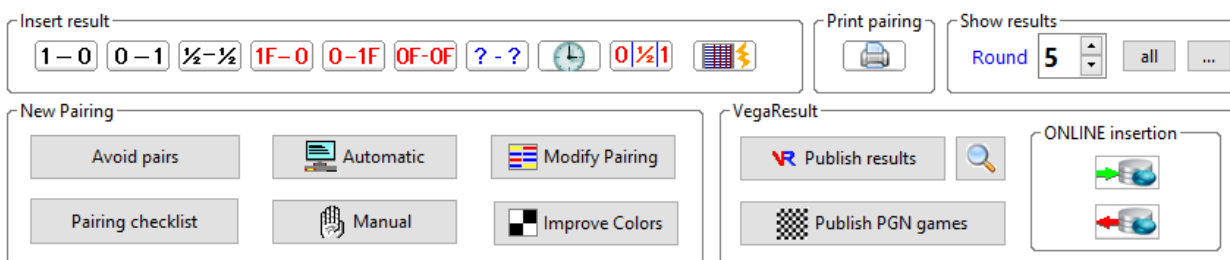 Insert result
1 – 0 0 – 1 ½–½ 1F– 0 0–1F 0F-0F ? - ? 0|½|1
Print pairing
Show results
Round 5 all ...
New Pairing
Avoid pairs Automatic Modify Pairing
Pairing checklist Manual Improve Colors
VegaResult
VR Publish results
Publish PGN games
ONLINE insertion